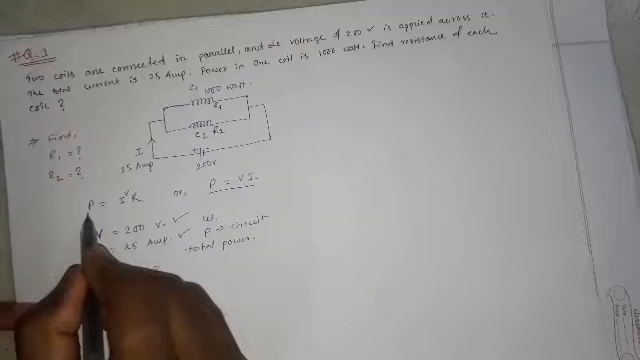 #Q.1
Two coils are connected in parallel, and dc voltage of 200 V is applied across it.
The total current is 25 Amp. Power in one coil is 1000 watt. Find resistance of each
coil ?
C1 1000 watt.
R1
⇒ Find,
R1 = ?
R2 = ?
C2 R2
I
25 Amp
200V
P = I²R or, P = VI.
V = 200 V. ✓ let.
= 25 Amp. ✓ P → circuit
total power.